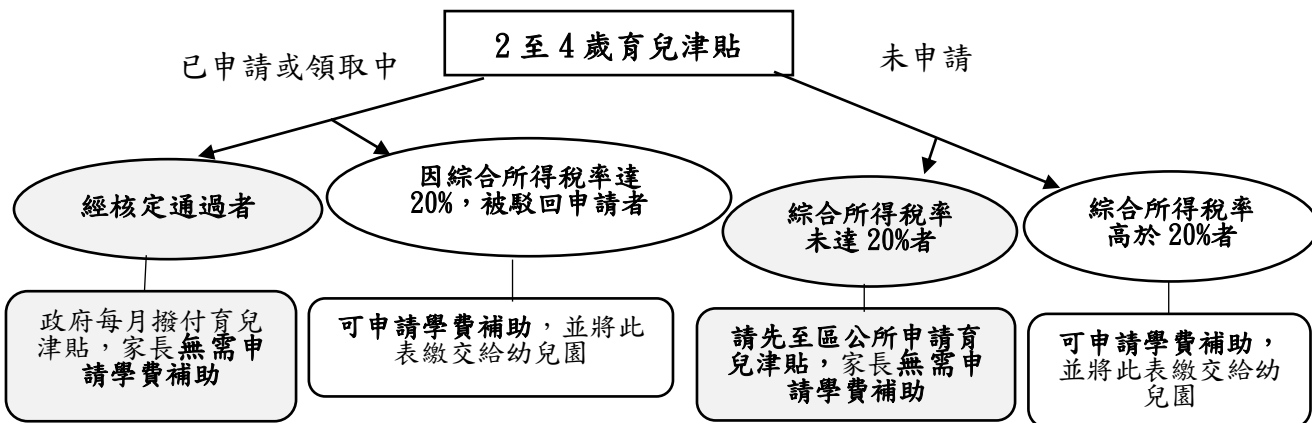 2 至 4 歲育兒津貼
已申請或領取中
未申請
經核定通過者
因綜合所得稅率達
20%，被駁回申請者
綜合所得稅率
未達 20%者
綜合所得稅率
高於 20%者
政府每月撥付育兒
津貼，家長無需申
請學費補助
可申請學費補助，並將此
表繳交給幼兒園
請先至區公所申請育
兒津貼，家長無需申
請學費補助
可申請學費補助，
並將此表繳交給幼
兒園